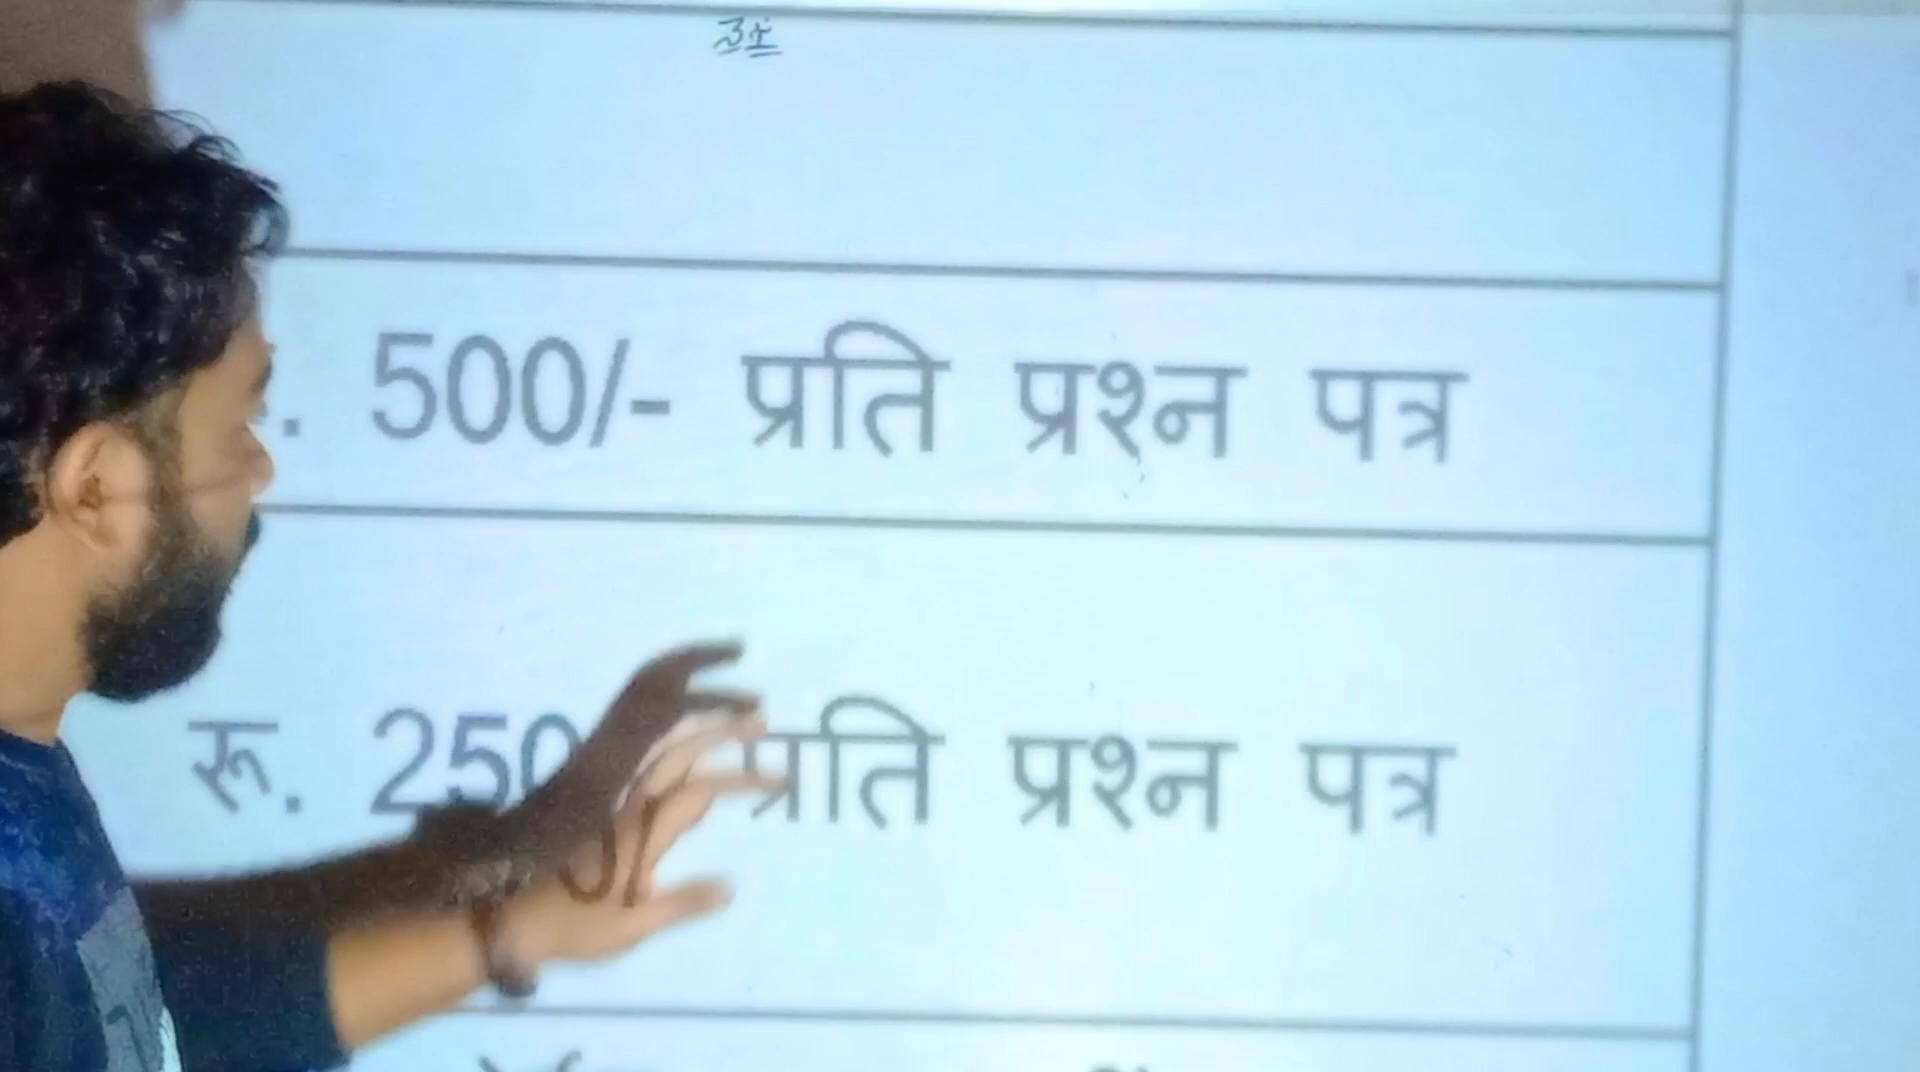 . 500/- प्रति प्रश्न पत्र
रू. 250 प्रति प्रश्न पत्र